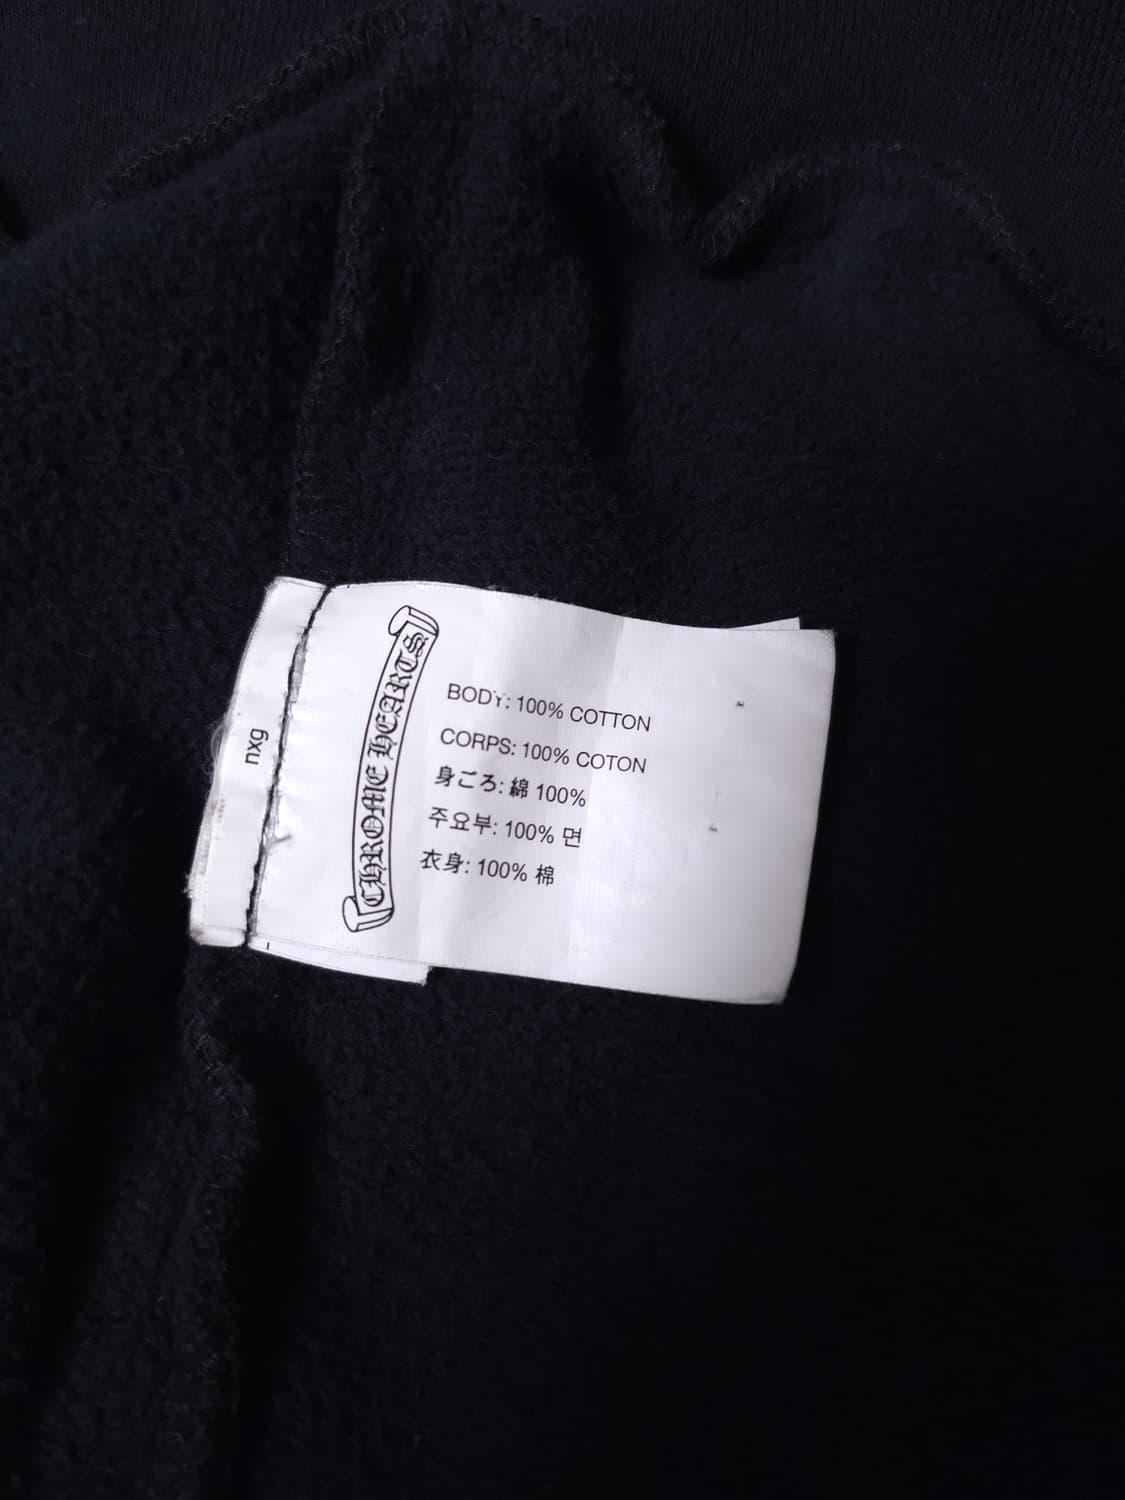 nxg
CHROME HEARTS
BODY: 100% COTTON
CORPS: 100% COTON
身ごろ: 綿 100%
주요부: 100% 면
衣身: 100% 棉